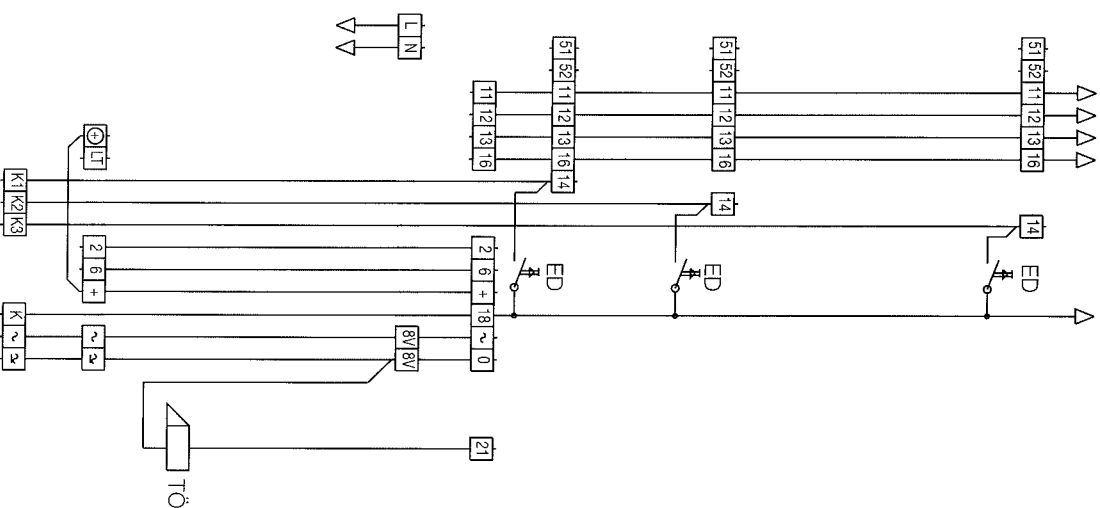 51 52 11 12 13 16 14
ED
51 52 11 12 13 16 14
ED
51 52 11 12 13 16 14
ED
11 12 13 16 2 6 + 18 ~ 0 21
L N
8V 8V
TÖ
LT 2 6 + ~
K1 K2 K3 K ~